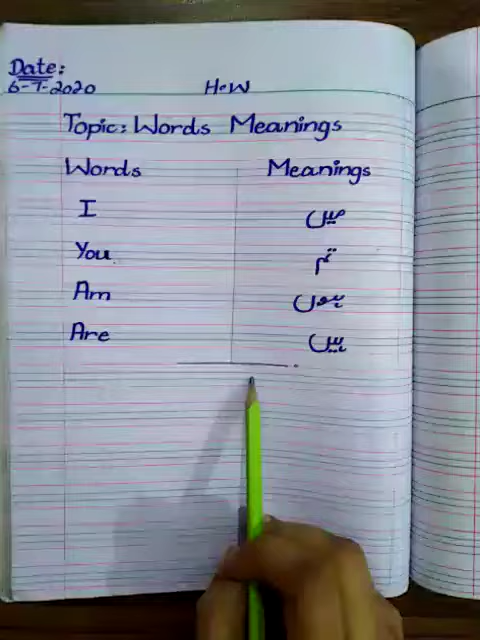 Date:
6-7-2020 H.W
Topic: Words Meanings
Words Meanings
I میں
You تم
Am ہوں
Are ہیں